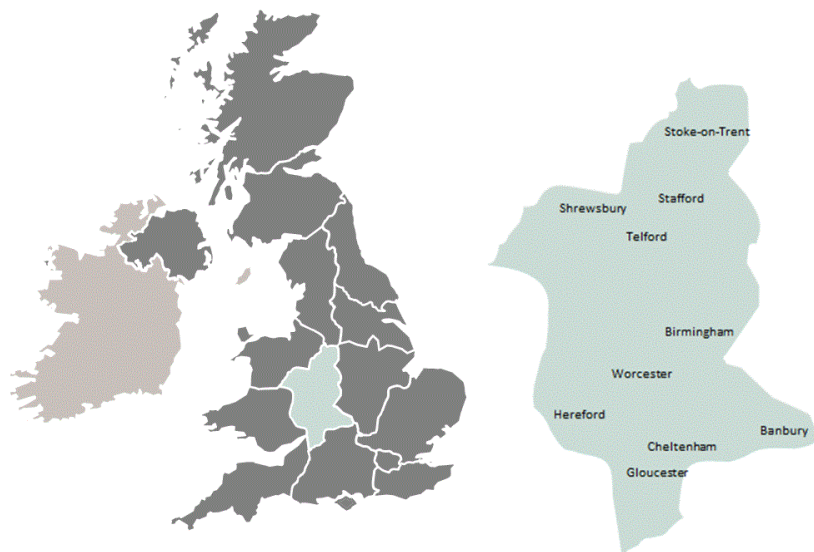 Stoke-on-Trent
Stafford
Shrewsbury
Telford
Birmingham
Worcester
Hereford
Banbury
Cheltenham
Gloucester